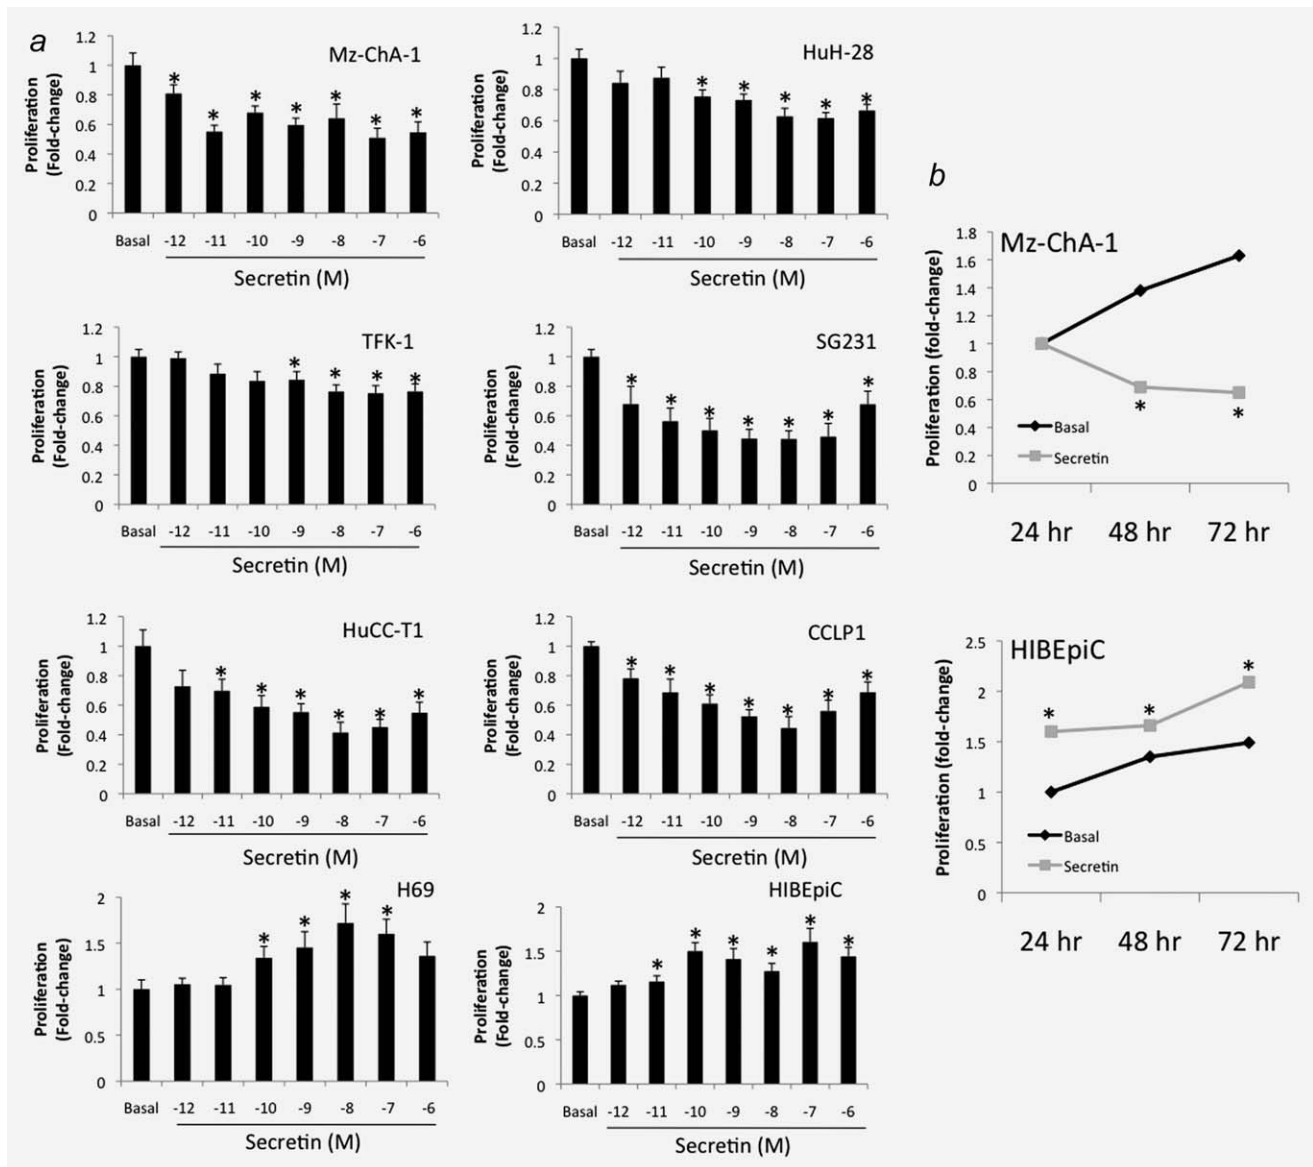 a
Mz-ChA-1
Proliferation
(Fold-change)
1.2
1
0.8
0.6
0.4
0.2
0
* * * * * * *
Basal -12 -11 -10 -9 -8 -7 -6
Secretin (M)
HuH-28
Proliferation
(Fold-change)
1.2
1
0.8
0.6
0.4
0.2
0
* * * * *
Basal -12 -11 -10 -9 -8 -7 -6
Secretin (M)
TFK-1
Proliferation
(Fold-change)
1.2
1
0.8
0.6
0.4
0.2
0
* * * *
Basal -12 -11 -10 -9 -8 -7 -6
Secretin (M)
SG231
Proliferation
(Fold-change)
1.2
1
0.8
0.6
0.4
0.2
0
* * * * * * *
Basal -12 -11 -10 -9 -8 -7 -6
Secretin (M)
HuCC-T1
Proliferation
(Fold-change)
1.2
1
0.8
0.6
0.4
0.2
0
* * * * * *
Basal -12 -11 -10 -9 -8 -7 -6
Secretin (M)
CCLP1
Proliferation
(Fold-change)
1.2
1
0.8
0.6
0.4
0.2
0
* * * * * * *
Basal -12 -11 -10 -9 -8 -7 -6
Secretin (M)
H69
Proliferation
(Fold-change)
2
1.5
1
0.5
0
* * * *
Basal -12 -11 -10 -9 -8 -7 -6
Secretin (M)
HIBEpiC
Proliferation
(Fold-change)
2
1.5
1
0.5
0
* * * * * *
Basal -12 -11 -10 -9 -8 -7 -6
Secretin (M)
b
Mz-ChA-1
Proliferation (fold-change)
1.8
1.6
1.4
1.2
1
0.8
0.6
0.4
0.2
0
* *
Basal
Secretin
24 hr 48 hr 72 hr
HIBEpiC
Proliferation (fold-change)
2.5
2
1.5
1
0.5
0
* * *
Basal
Secretin
24 hr 48 hr 72 hr